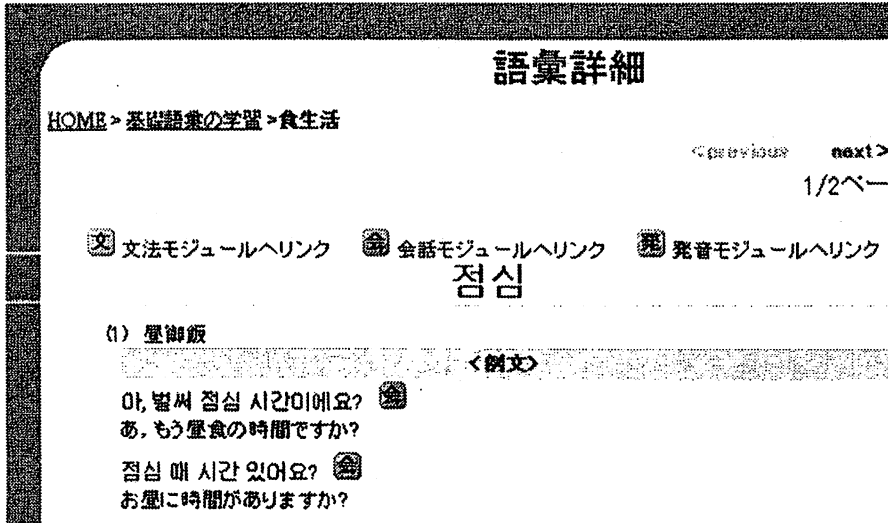 語彙詳細
HOME > 基礎語彙の学習 >食生活
<previous next>
1/2ペー
文 文法モジュールへリンク 会 会話モジュールへリンク 発 発音モジュールへリンク
점심
(1) 昼御飯
<例文>
아, 벌써 점심 시간이에요? 会
あ，もう昼食の時間ですか?
점심 때 시간 있어요? 会
お昼に時間がありますか?